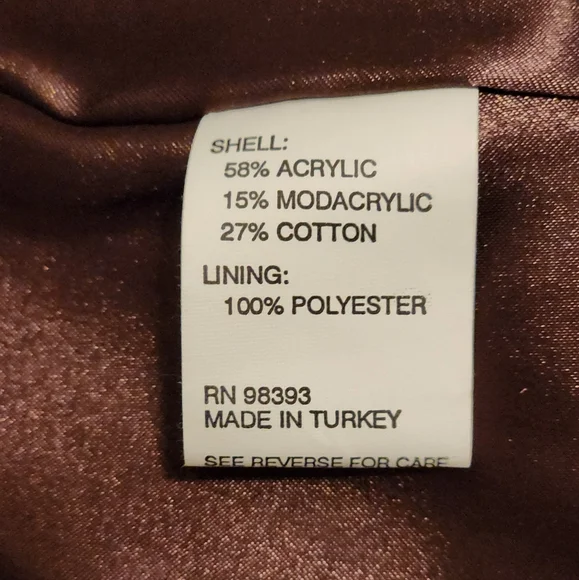 SHELL:
58% ACRYLIC
15% MODACRYLIC
27% COTTON
LINING:
100% POLYESTER
RN 98393
MADE IN TURKEY
SEE REVERSE FOR CARE